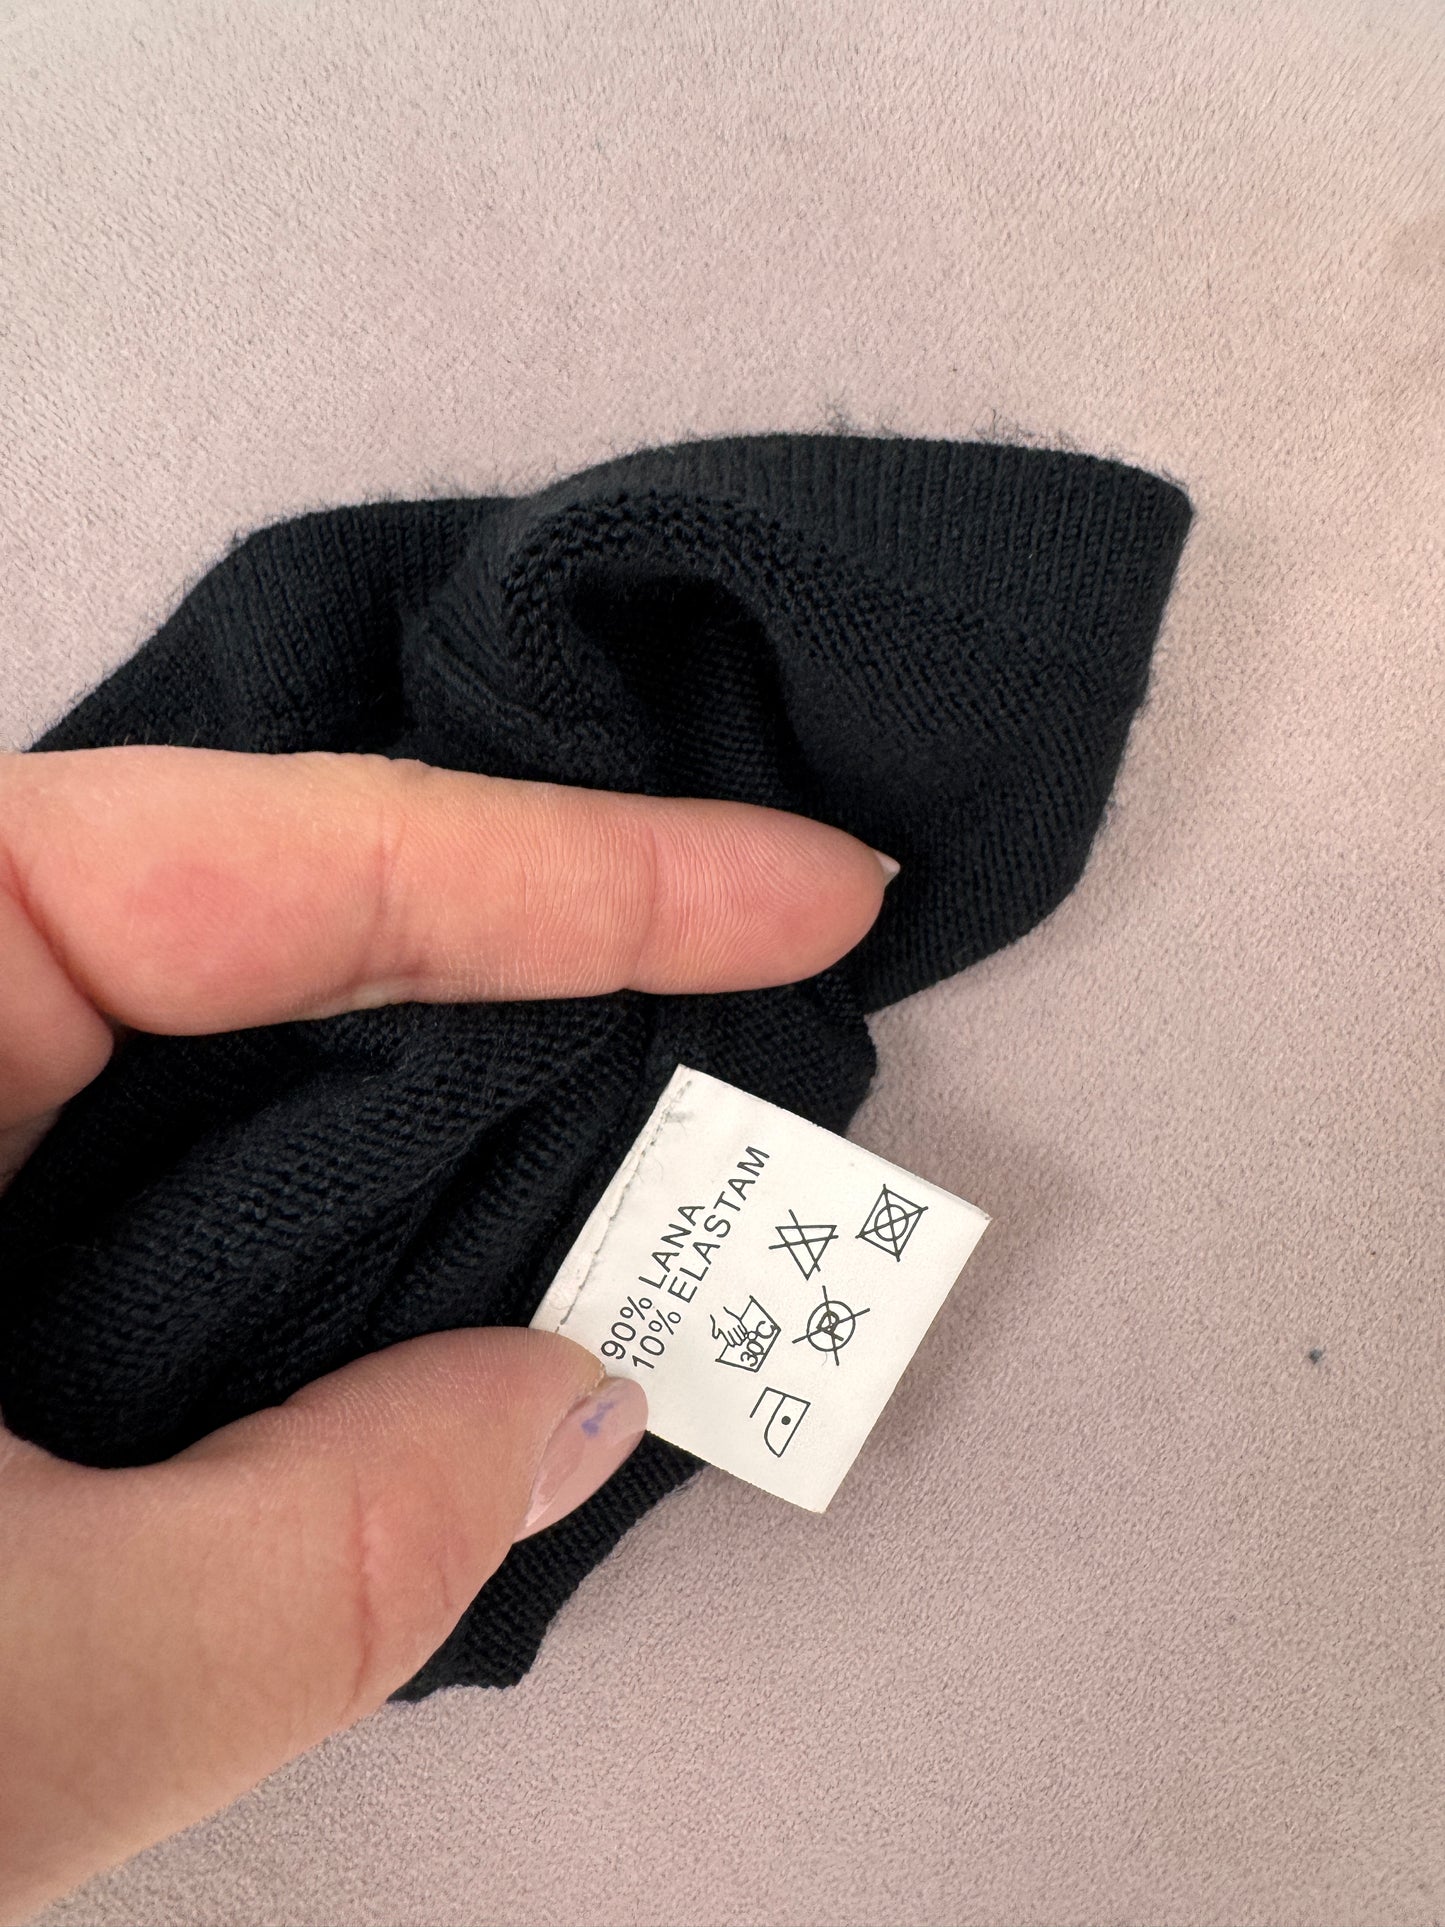 90% LANA
10% ELASTAM
30°C
P